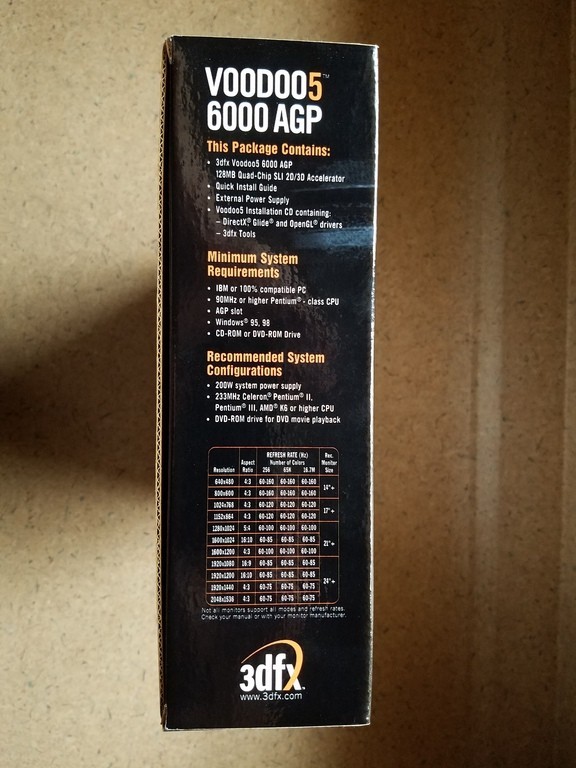 VOODOO5™
6000 AGP
This Package Contains:
• 3dfx Voodoo5 6000 AGP
128MB Quad-Chip SLI 2D/3D Accelerator
• Quick Install Guide
• External Power Supply
• Voodoo5 Installation CD containing:
– DirectX® Glide® and OpenGL® drivers
– 3dfx Tools
Minimum System
Requirements
• IBM or 100% compatible PC
• 90MHz or higher Pentium® - class CPU
• AGP slot
• Windows® 95, 98
• CD-ROM or DVD-ROM Drive
Recommended System
Configurations
• 200W system power supply
• 233MHz Celeron® Pentium® II,
Pentium® III, AMD® K6 or higher CPU
• DVD-ROM drive for DVD movie playback
REFRESH RATE (Hz) Rec.
Aspect Number of Colors Monitor
Resolution Ratio 256 65K 16.7M Size
640x480 4:3 60-160 60-160 60-160
14"+
800x600 4:3 60-160 60-160 60-160
1024x768 4:3 60-120 60-120 60-120
17"+
1152x864 4:3 60-120 60-120 60-120
1280x1024 5:4 60-100 60-100 60-100
1600x1024 16:10 60-85 60-85 60-85
21"+
1600x1200 4:3 60-100 60-100 60-100
1920x1080 16:9 60-85 60-85 60-85
1920x1200 16:10 60-85 60-85 60-85
24"+
1920x1440 4:3 60-75 60-75 60-75
2048x1536 4:3 60-75 60-75 60-75
Not all monitors support all modes and refresh rates.
Check your manual or with your monitor manufacturer.
3dfx™
www.3dfx.com